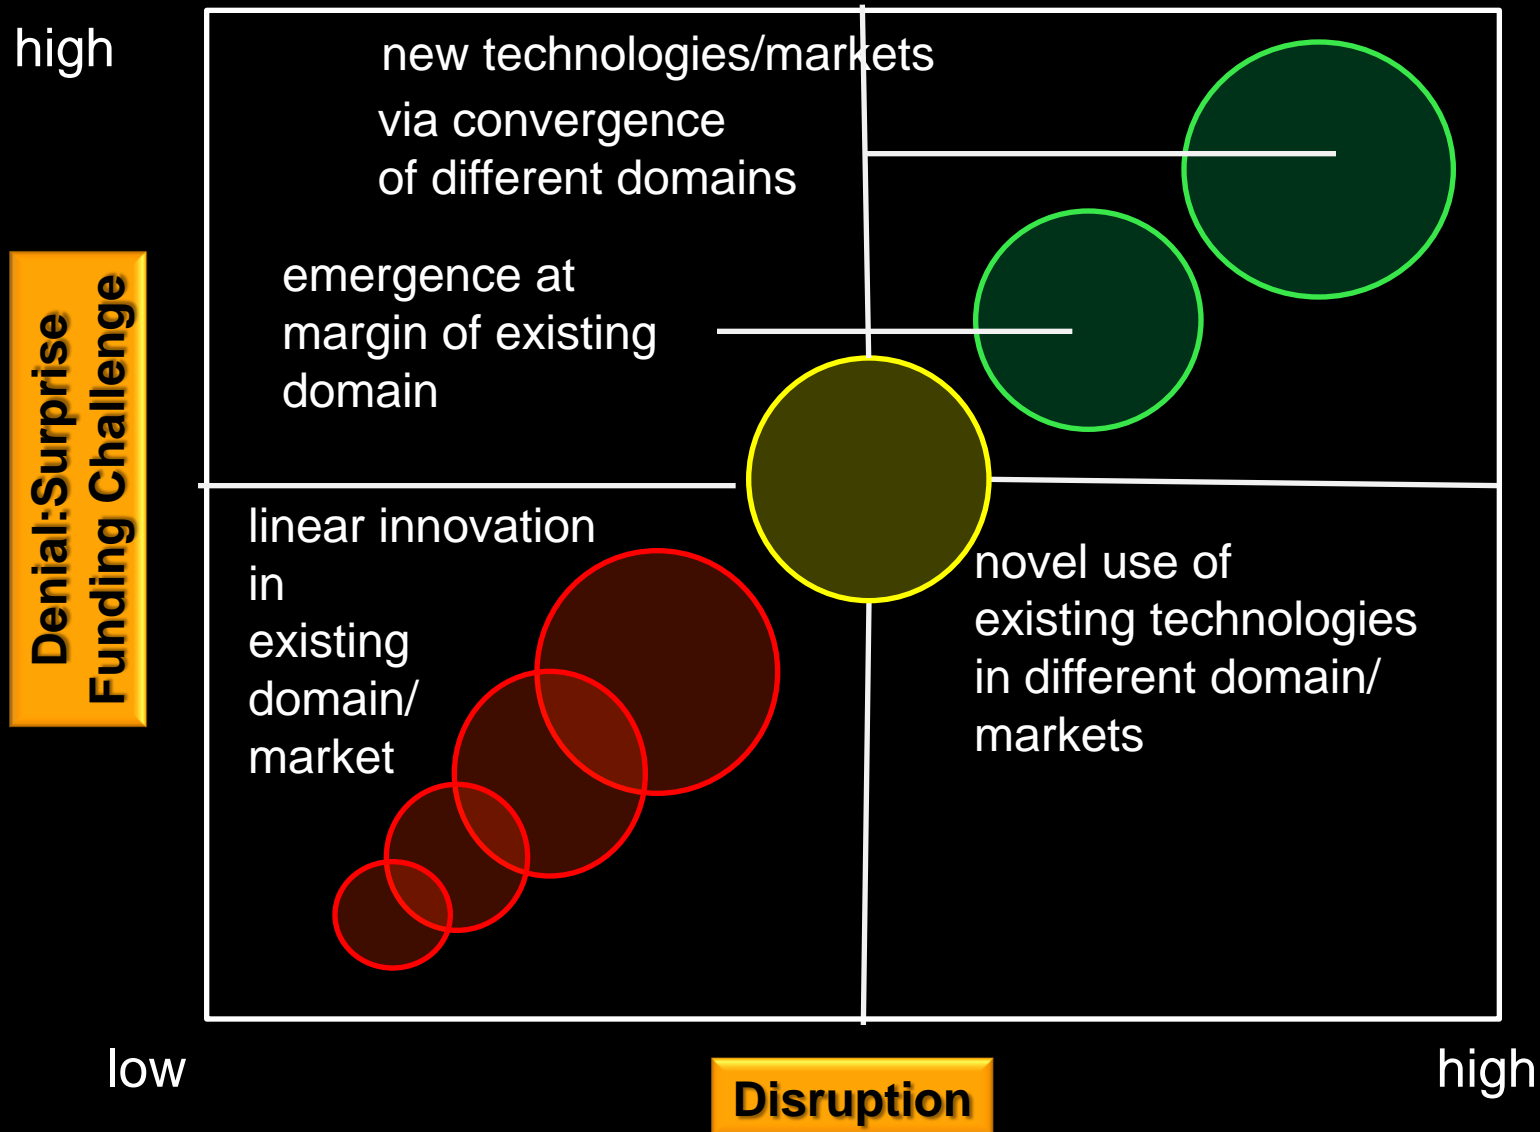 high
new technologies/markets
via convergence
of different domains
emergence at
margin of existing
domain
Denial:Surprise
Funding Challenge
linear innovation
in
existing
domain/
market
novel use of
existing technologies
in different domain/
markets
low
high
Disruption